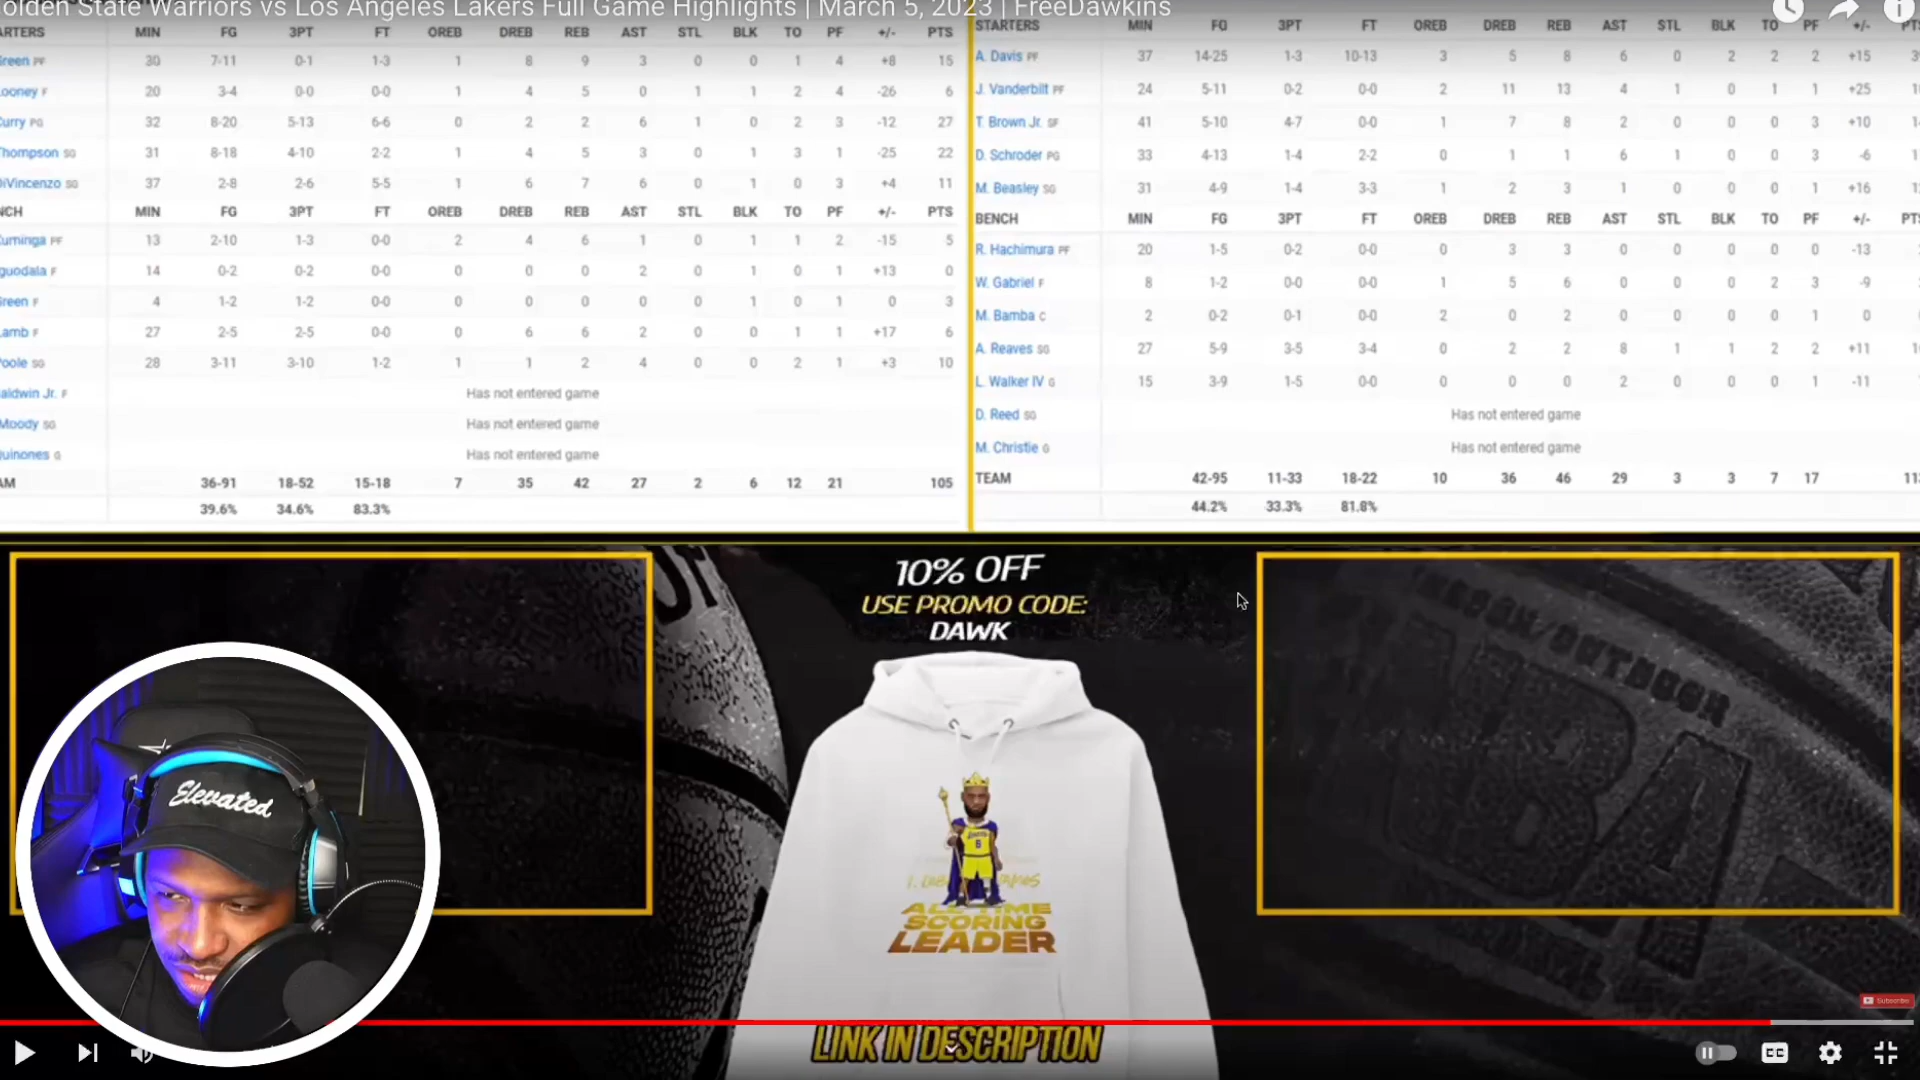 olden State Warriors vs Los Angeles Lakers Full Game Highlights | March 5, 2023 | FreeDawkins
ARTERS MIN FG 3PT FT OREB DREB REB AST STL BLK TO PF +/- PTS
Green PF 30 7-11 0-1 1-3 1 8 9 3 0 0 1 4 +8 15
ooney F 20 3-4 0-0 0-0 1 4 5 0 1 1 2 4 -26 6
Curry PG 32 8-20 5-13 6-6 0 2 2 6 1 0 2 3 -12 27
Thompson SG 31 8-18 4-10 2-2 1 4 5 3 0 1 3 1 -25 22
DiVincenzo SG 37 2-8 2-6 5-5 1 6 7 6 0 1 0 3 +4 11
NCH MIN FG 3PT FT OREB DREB REB AST STL BLK TO PF +/- PTS
Kuminga PF 13 2-10 1-3 0-0 2 4 6 1 0 1 1 2 -15 5
guodala F 14 0-2 0-2 0-0 0 0 0 2 0 1 0 1 +13 0
Green F 4 1-2 1-2 0-0 0 0 0 0 0 1 0 1 0 3
Lamb F 27 2-5 2-5 0-0 0 6 6 2 0 0 1 1 +17 6
Poole SG 28 3-11 3-10 1-2 1 1 2 4 0 0 2 1 +3 10
aldwin Jr. F Has not entered game
Moody SG Has not entered game
Quinones G Has not entered game
AM 36-91 18-52 15-18 7 35 42 27 2 6 12 21 105
39.6% 34.6% 83.3%
STARTERS MIN FG 3PT FT OREB DREB REB AST STL BLK TO PF +/- PTS
A. Davis PF 37 14-25 1-3 10-13 3 5 8 6 0 2 2 2 +15
J. Vanderbilt PF 24 5-11 0-2 0-0 2 11 13 4 1 0 1 1 +25
T. Brown Jr. SF 41 5-10 4-7 0-0 1 7 8 2 0 0 0 3 +10
D. Schroder PG 33 4-13 1-4 2-2 0 1 1 6 1 0 0 3 -6
M. Beasley SG 31 4-9 1-4 3-3 1 2 3 1 0 0 0 1 +16
BENCH MIN FG 3PT FT OREB DREB REB AST STL BLK TO PF +/- PTS
R. Hachimura PF 20 1-5 0-2 0-0 0 3 3 0 0 0 0 0 -13
W. Gabriel F 8 1-2 0-0 0-0 1 5 6 0 0 0 2 3 -9
M. Bamba C 2 0-2 0-1 0-0 2 0 2 0 0 0 0 1 0
A. Reaves SG 27 5-9 3-5 3-4 0 2 2 8 1 1 2 2 +11
L. Walker IV G 15 3-9 1-5 0-0 0 0 0 2 0 0 0 1 -11
D. Reed SG Has not entered game
M. Christie G Has not entered game
TEAM 42-95 11-33 18-22 10 36 46 29 3 3 7 17 11
44.2% 33.3% 81.8%
10% OFF
USE PROMO CODE:
DAWK
Elevated
ALL TIME
SCORING
LEADER
INDOOR/OUTDOOR
Subscribe
LINK IN DESCRIPTION
CC